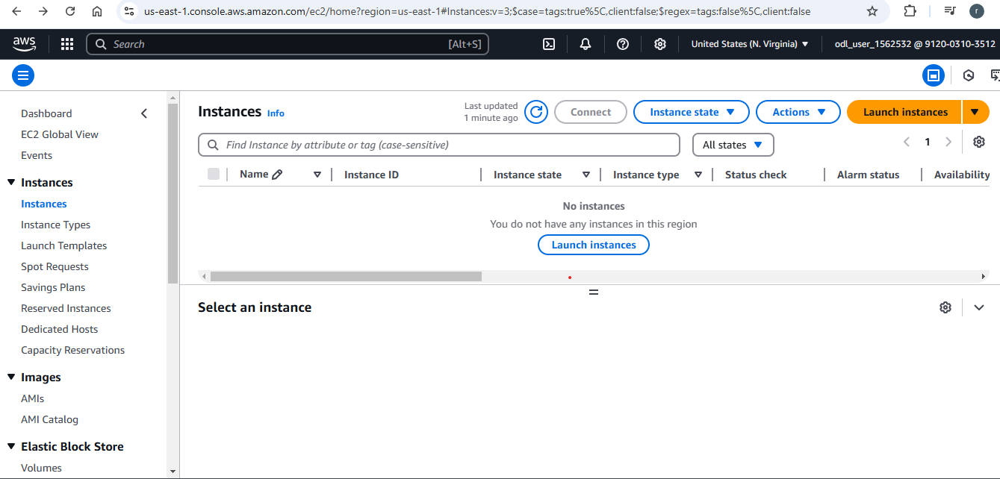 us-east-1.console.aws.amazon.com/ec2/home?region=us-east-1#Instances:v=3;$case=tags:true%5C,client:false;$regex=tags:false%5C,client:false
r
aws
Search [Alt+S]
United States (N. Virginia)
odl_user_1562532 @ 9120-0310-3512
Dashboard
EC2 Global View
Events
Instances
Instances
Instance Types
Launch Templates
Spot Requests
Savings Plans
Reserved Instances
Dedicated Hosts
Capacity Reservations
Images
AMIs
AMI Catalog
Elastic Block Store
Volumes
Instances Info
Last updated
1 minute ago
Connect
Instance state
Actions
Launch instances
Find Instance by attribute or tag (case-sensitive)
All states
1
Name Instance ID Instance state Instance type Status check Alarm status Availability
No instances
You do not have any instances in this region
Launch instances
Select an instance